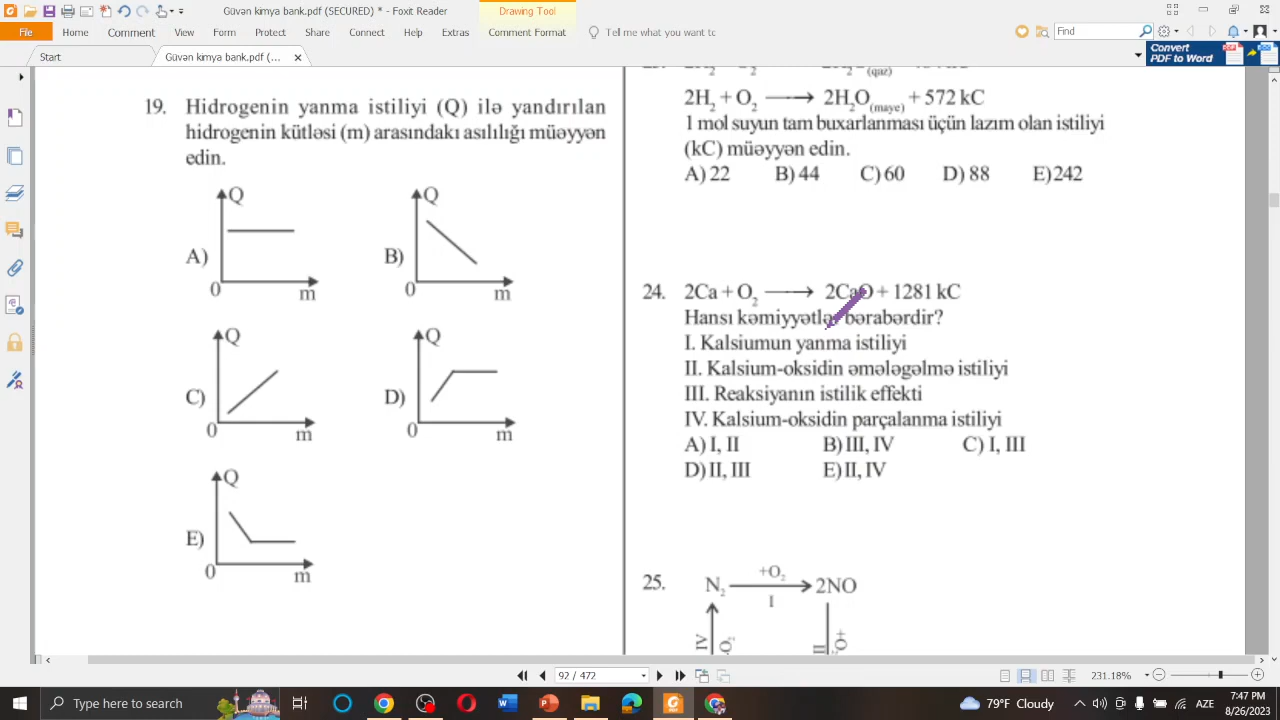 Güvən kimya bank.pdf (SECURED) * - Foxit Reader
Drawing Tool
File Home Comment View Form Protect Share Connect Help Extras Comment Format Tell me what you want to
Find
Start Güvən kimya bank.pdf (SECU...
Convert
PDF to Word
19. Hidrogenin yanma istiliyi (Q) ilə yandırılan
hidrogenin kütləsi (m) arasındakı asılılığı müəyyən
edin.
A) Q 0 m
B) Q 0 m
C) Q 0 m
D) Q 0 m
E) Q 0 m
(qaz)
2H₂ + O₂ ⟶ 2H₂O(maye) + 572 kC
1 mol suyun tam buxarlanması üçün lazım olan istiliyi
(kC) müəyyən edin.
A) 22 B) 44 C) 60 D) 88 E) 242
24. 2Ca + O₂ ⟶ 2CaO + 1281 kC
Hansı kəmiyyətlər bərabərdir?
I. Kalsiumun yanma istiliyi
II. Kalsium-oksidin əmələgəlmə istiliyi
III. Reaksiyanın istilik effekti
IV. Kalsium-oksidin parçalanma istiliyi
A) I, II B) III, IV C) I, III
D) II, III E) II, IV
25. N₂ +O₂ I 2NO
IV II
92 / 472
231.18%
Type here to search
79°F Cloudy
AZE
7:47 PM
8/26/2023